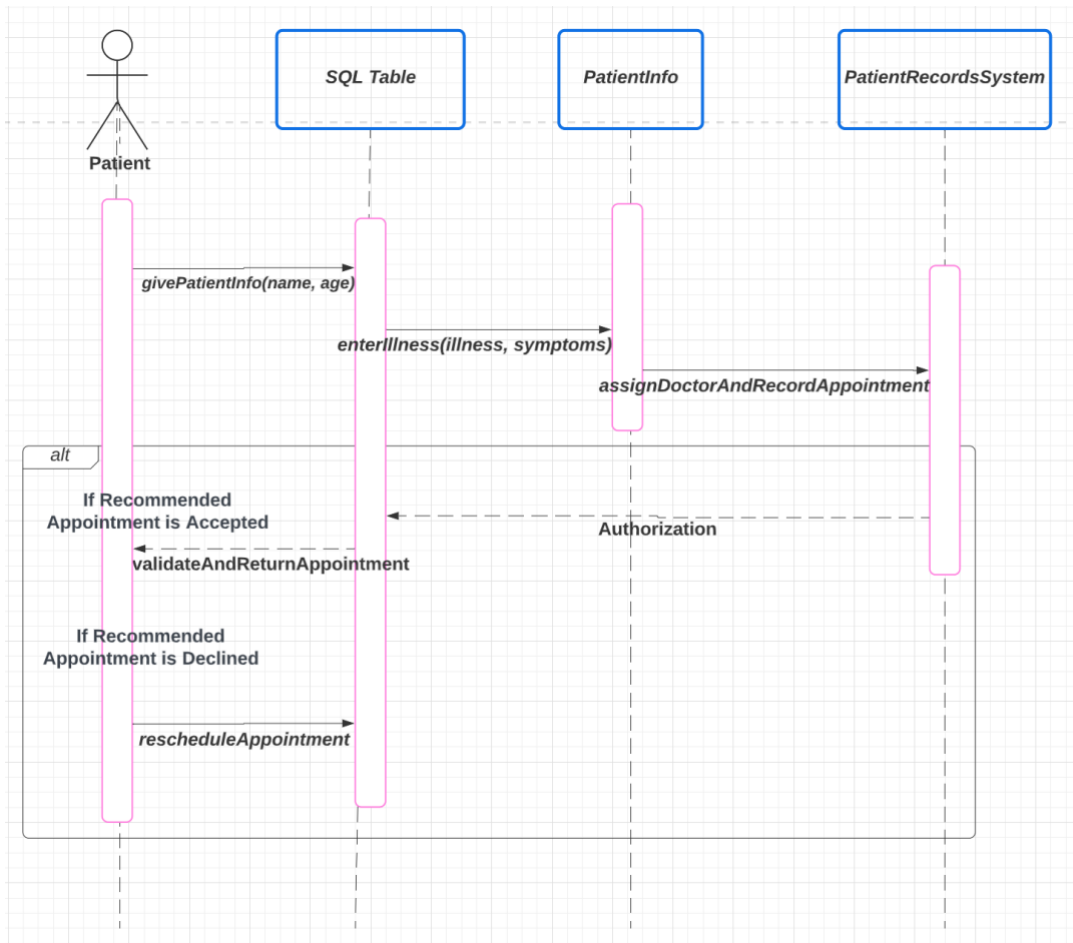 SQL Table
PatientInfo
PatientRecordsSystem
Patient
givePatientInfo(name, age)
enterIllness(illness, symptoms)
assignDoctorAndRecordAppointment
alt
If Recommended
Appointment is Accepted
Authorization
validateAndReturnAppointment
If Recommended
Appointment is Declined
rescheduleAppointment